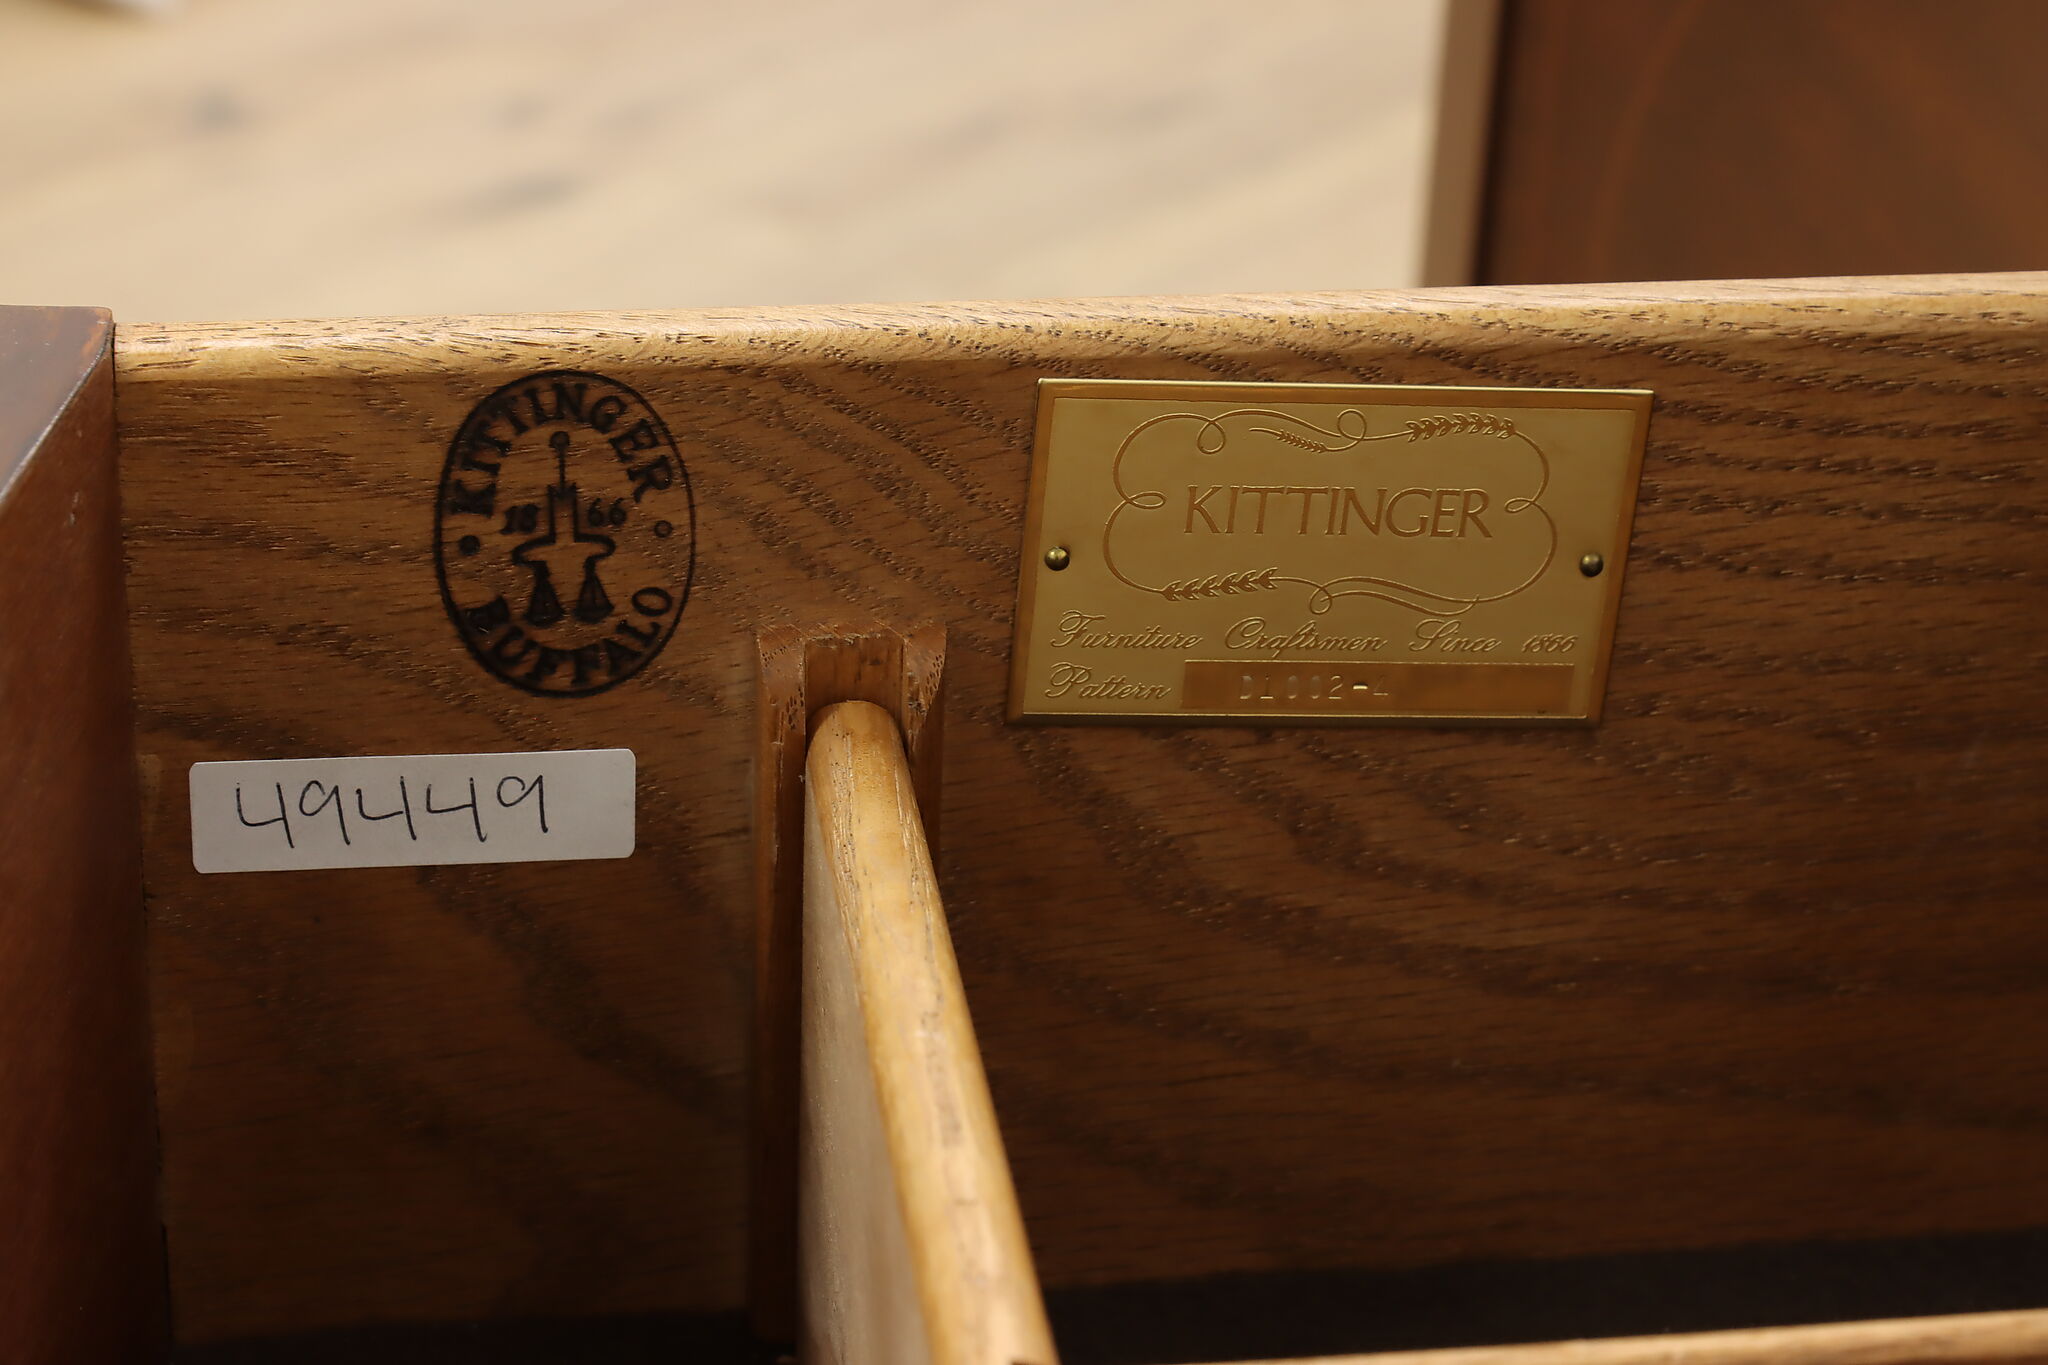 KITTINGER
18 66
BUFFALO
KITTINGER
Furniture Craftsmen Since 1866
Pattern D1002-4
49449